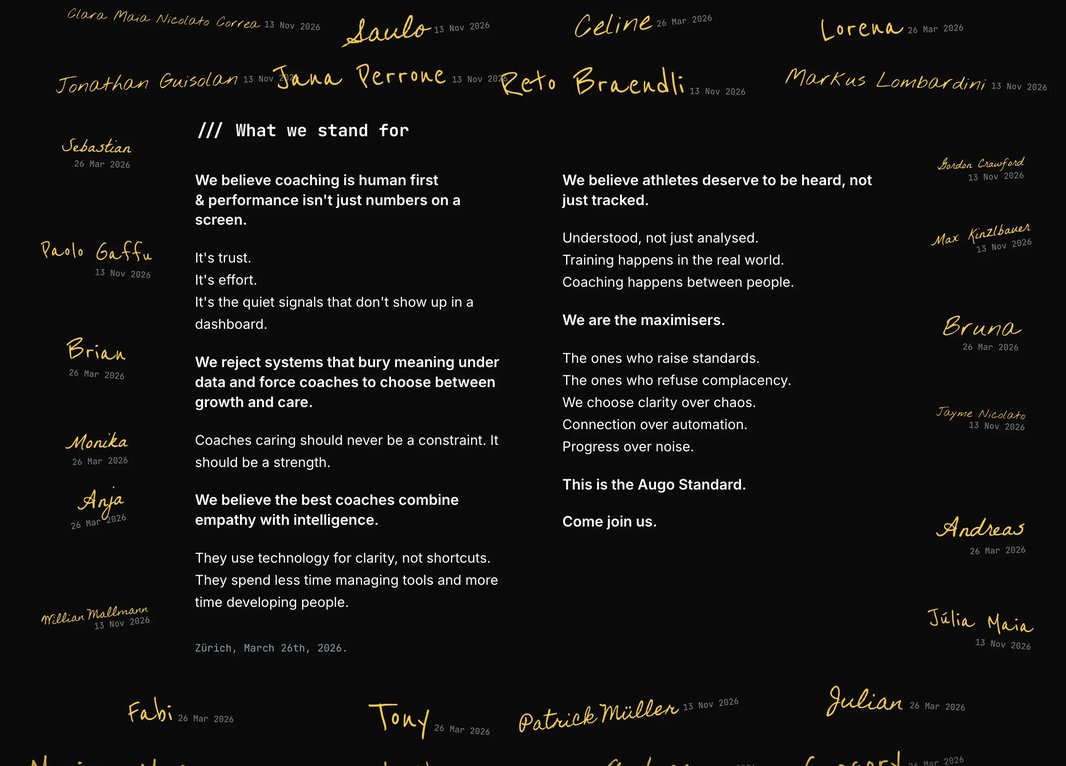 Clara Maia Nicolato Correa 13 Nov 2026
Saulo 13 Nov 2026
Celine 26 Mar 2026
Lorena 26 Mar 2026
Jonathan Guisolan 13 Nov
Jana Perrone 13 Nov 2026
Reto Braendli 13 Nov 2026
Markus Lombardini 13 Nov 2026
/// What we stand for
Sebastian
26 Mar 2026
Paolo Gaffu
13 Nov 2026
Brian
26 Mar 2026
Monika
26 Mar 2026
Anja
26 Mar 2026
Willian Mallmann
13 Nov 2026
We believe coaching is human first
& performance isn't just numbers on a
screen.
It's trust.
It's effort.
It's the quiet signals that don't show up in a
dashboard.
We reject systems that bury meaning under
data and force coaches to choose between
growth and care.
Coaches caring should never be a constraint. It
should be a strength.
We believe the best coaches combine
empathy with intelligence.
They use technology for clarity, not shortcuts.
They spend less time managing tools and more
time developing people.
Zürich, March 26th, 2026.
We believe athletes deserve to be heard, not
just tracked.
Understood, not just analysed.
Training happens in the real world.
Coaching happens between people.
We are the maximisers.
The ones who raise standards.
The ones who refuse complacency.
We choose clarity over chaos.
Connection over automation.
Progress over noise.
This is the Augo Standard.
Come join us.
Gordon Crawford
13 Nov 2026
Max Kinzlbauer
13 Nov 2026
Bruna
26 Mar 2026
Jayme Nicolato
13 Nov 2026
Andreas
26 Mar 2026
Júlia Maia
13 Nov 2026
Fabi 26 Mar 2026
Tony 26 Mar 2026
Patrick Müller 13 Nov 2026
Julian 26 Mar 2026
26 Mar 2026